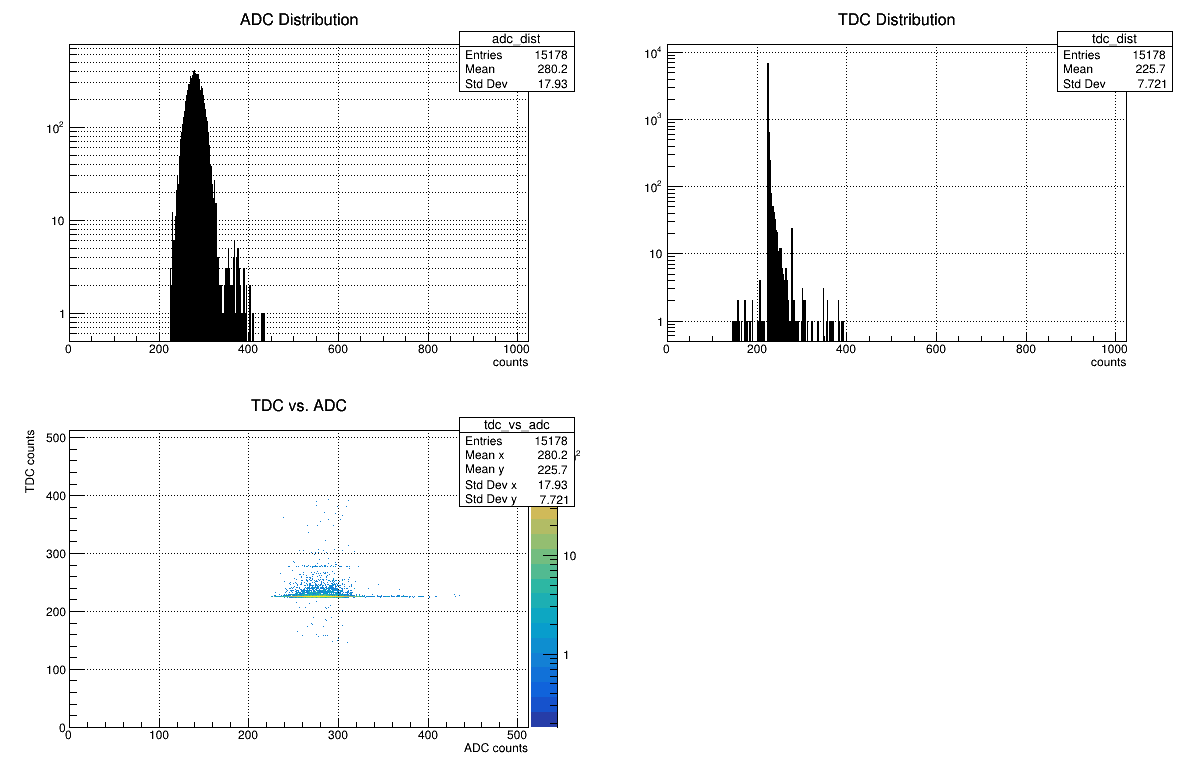 ADC Distribution
adc_dist
Entries 15178
Mean 280.2
Std Dev 17.93
10²
10
1
0 200 400 600 800 1000
counts
TDC Distribution
tdc_dist
Entries 15178
Mean 225.7
Std Dev 7.721
10⁴
10³
10²
10
1
0 200 400 600 800 1000
counts
TDC vs. ADC
tdc_vs_adc
Entries 15178
Mean x 280.2
Mean y 225.7
Std Dev x 17.93
Std Dev y 7.721
TDC counts
500
400
300
200
100
0
0 100 200 300 400 500
ADC counts
2
10
1